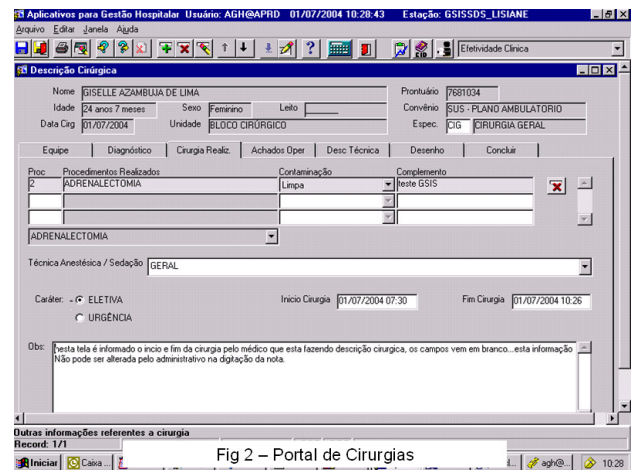 Aplicativos para Gestão Hospitalar Usuário: AGH@APRD 01/07/2004 10:28:43 Estação: GSISSDS_LISIANE
Arquivo Editar Janela Ajuda
Efetividade Clinica
Descrição Cirúrgica
Nome GISELLE AZAMBUJA DE LIMA Prontuário 7681034
Idade 24 anos 7 meses Sexo Feminino Leito Convênio SUS - PLANO AMBULATORIO
Data Cirg 01/07/2004 Unidade BLOCO CIRÚRGICO Espec. CIG CIRURGIA GERAL
Equipe Diagnóstico Cirurgia Realiz. Achados Oper Desc Técnica Desenho Concluir
Proc Procedimentos Realizados Contaminação Complemento
2 ADRENALECTOMIA Limpa teste GSIS
ADRENALECTOMIA
Técnica Anestésica / Sedação GERAL
Caráter: - ELETIVA Inicio Cirurgia 01/07/2004 07:30 Fim Cirurgia 01/07/2004 10:26
URGÊNCIA
Obs: nesta tela é informado o incio e fim da cirurgia pelo médico que esta fazendo descrição cirurgica, os campos vem em branco...esta informação
Não pode ser alterada pelo administrativo na digitação da nota.
Outras informações referentes a cirurgia
Record: 1/1
Fig 2 – Portal de Cirurgias
Iniciar Caixa ... agh@... 10:28